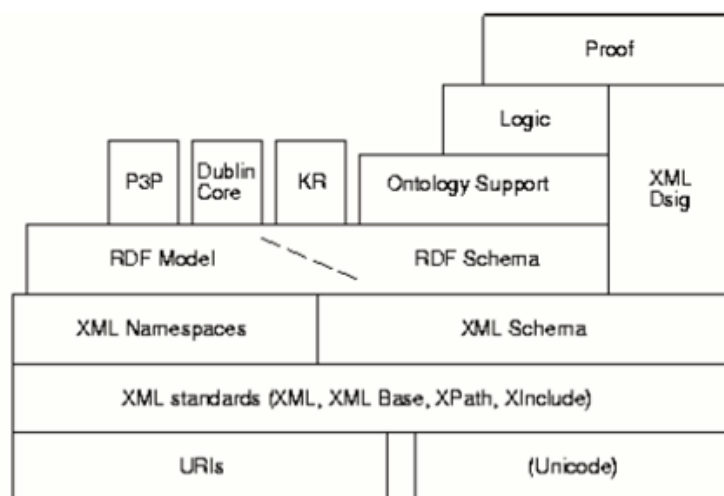 Proof
Logic
P3P
Dublin
Core
KR
Ontology Support
XML
Dsig
RDF Model
RDF Schema
XML Namespaces
XML Schema
XML standards (XML, XML Base, XPath, XInclude)
URIs
(Unicode)